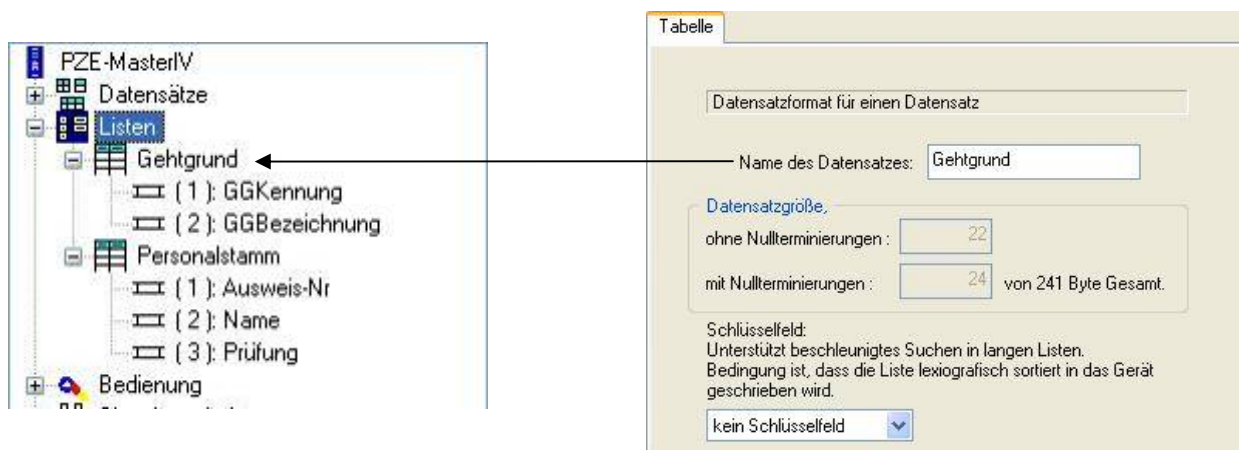 PZE-MasterIV
Datensätze
Listen
Gehtgrund
( 1 ): GGKennung
( 2 ): GGBezeichnung
Personalstamm
( 1 ): Ausweis-Nr
( 2 ): Name
( 3 ): Prüfung
Bedienung
Tabelle
Datensatzformat für einen Datensatz
Name des Datensatzes: Gehtgrund
Datensatzgröße,
ohne Nullterminierungen : 22
mit Nullterminierungen : 24 von 241 Byte Gesamt.
Schlüsselfeld:
Unterstützt beschleunigtes Suchen in langen Listen.
Bedingung ist, dass die Liste lexiografisch sortiert in das Gerät
geschrieben wird.
kein Schlüsselfeld